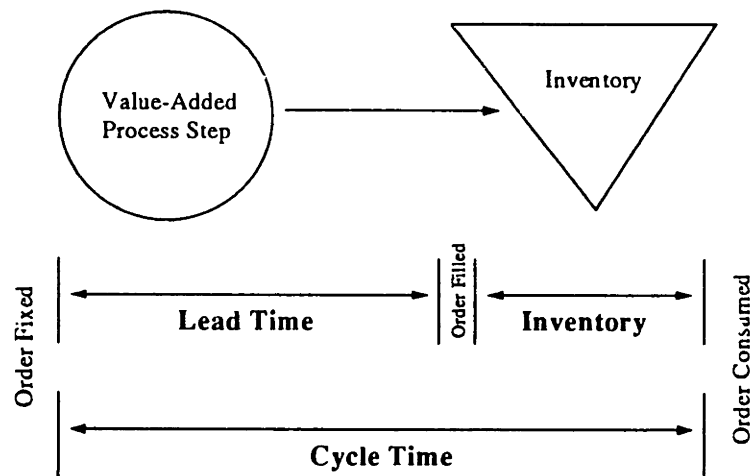 Value-Added
Process Step
Inventory
Order Fixed
Lead Time
Order Filled
Inventory
Order Consumed
Cycle Time